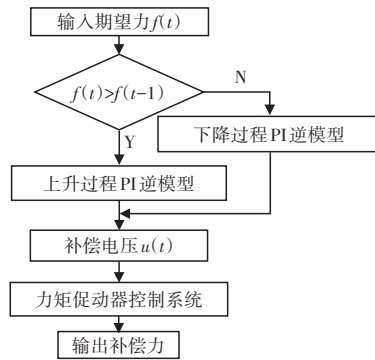 输入期望力f(t)
f(t)>f(t-1)
N
Y
下降过程PI逆模型
上升过程PI逆模型
补偿电压u(t)
力矩促动器控制系统
输出补偿力